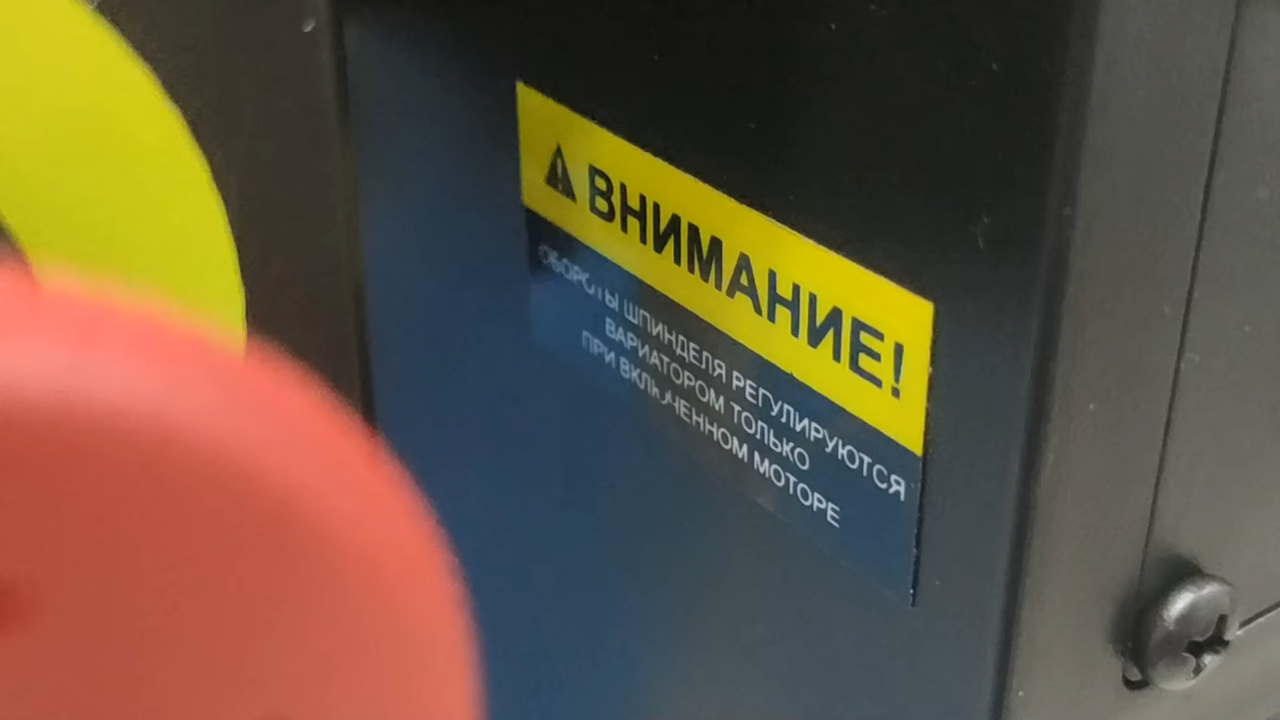 ВНИМАНИЕ!
ОБОРОТЫ ШПИНДЕЛЯ РЕГУЛИРУЮТСЯ
ВАРИАТОРОМ ТОЛЬКО
ПРИ ВКЛЮЧЕННОМ МОТОРЕ